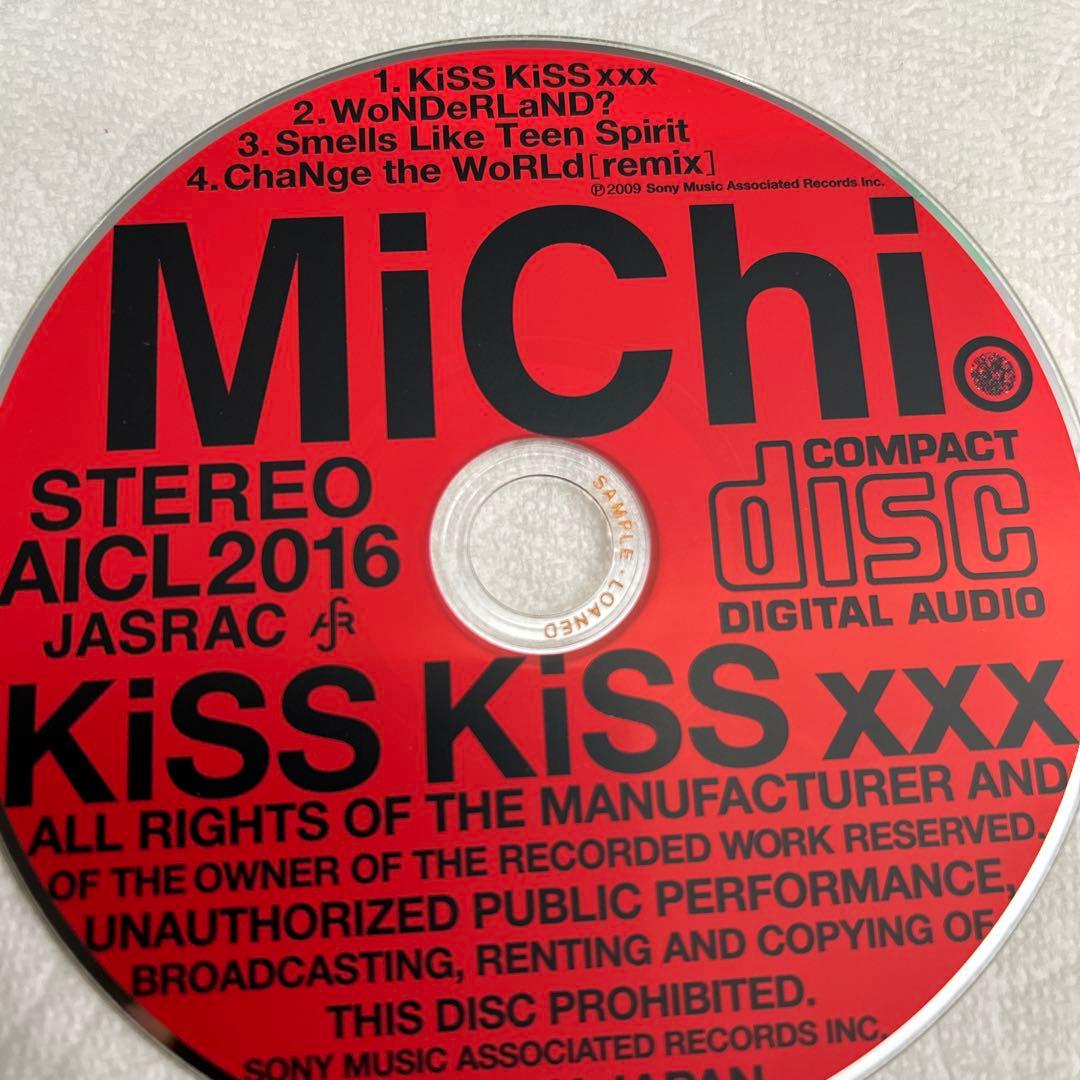 1. KiSS KiSS xxx
2. WoNDeRLaND?
3. Smells Like Teen Spirit
4. ChaNge the WoRLd[remix]
℗2009 Sony Music Associated Records Inc.
MiChi.
STEREO
AICL2016
JASRAC
COMPACT
disc
DIGITAL AUDIO
SAMPLE・LOANED
KiSS KiSS xxx
ALL RIGHTS OF THE MANUFACTURER AND
OF THE OWNER OF THE RECORDED WORK RESERVED.
UNAUTHORIZED PUBLIC PERFORMANCE,
BROADCASTING, RENTING AND COPYING OF
THIS DISC PROHIBITED.
SONY MUSIC ASSOCIATED RECORDS INC.
JAPAN